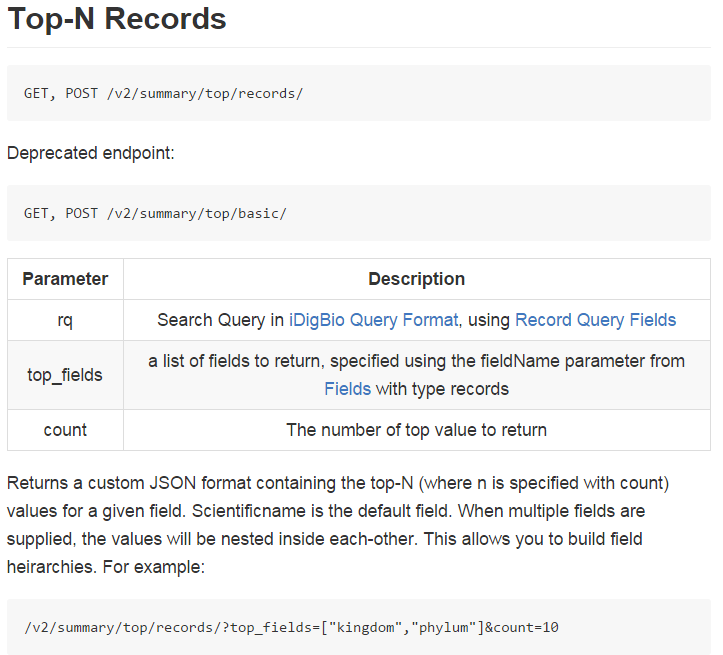 Top-N Records
GET, POST /v2/summary/top/records/
Deprecated endpoint:
GET, POST /v2/summary/top/basic/
Parameter Description
rq Search Query in iDigBio Query Format, using Record Query Fields
top_fields a list of fields to return, specified using the fieldName parameter from
Fields with type records
count The number of top value to return
Returns a custom JSON format containing the top-N (where n is specified with count)
values for a given field. Scientificname is the default field. When multiple fields are
supplied, the values will be nested inside each-other. This allows you to build field
heirarchies. For example:
/v2/summary/top/records/?top_fields=["kingdom","phylum"]&count=10